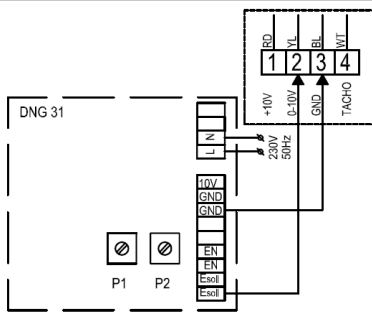 RD YL BL WT
1 2 3 4
+10V 0-10V GND TACHO
DNG 31
N
L
230V
50Hz
10V
GND
GND
EN
EN
Esoll
Esoll
P1 P2